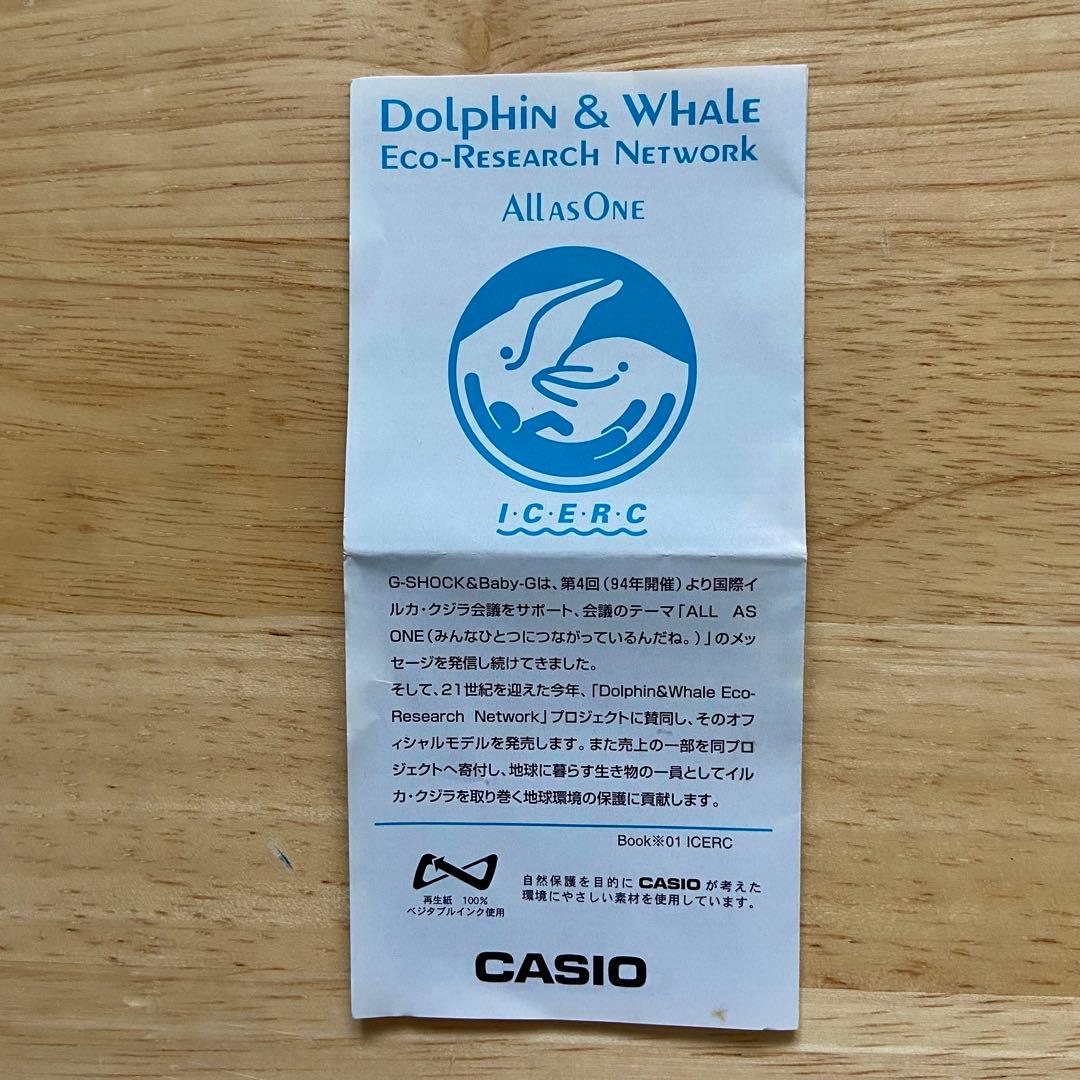 Dolphin & Whale
Eco-Research Network
All as One
I·C·E·R·C
G-SHOCK&Baby-Gは、第4回(94年開催)より国際イ
ルカ・クジラ会議をサポート、会議のテーマ「ALL AS
ONE(みんなひとつにつながっているんだね。)」のメッ
セージを発信し続けてきました。
そして、21世紀を迎えた今年、「Dolphin&Whale Eco-
Research Network」プロジェクトに賛同し、そのオフ
ィシャルモデルを発売します。また売上の一部を同プロ
ジェクトへ寄付し、地球に暮らす生き物の一員としてイル
カ・クジラを取り巻く地球環境の保護に貢献します。
Book※01 ICERC
再生紙 100%
ベジタブルインク使用
自然保護を目的に CASIO が考えた
環境にやさしい素材を使用しています。
CASIO